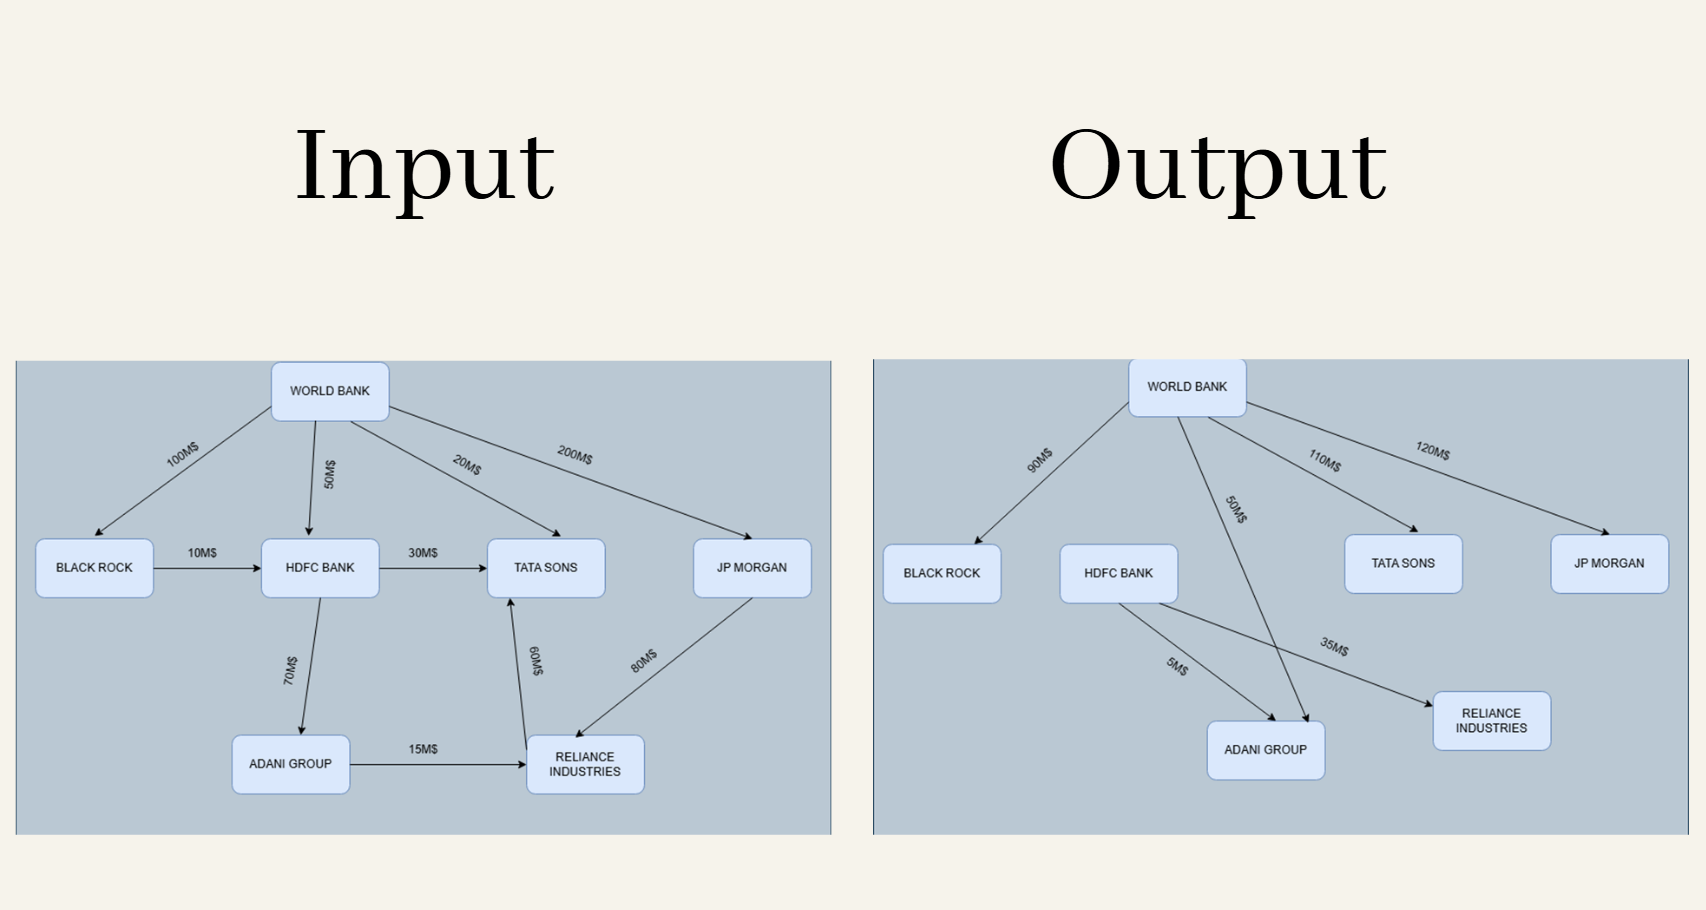 Input
Output
WORLD BANK
100M$
50M$
20M$
200M$
BLACK ROCK
10M$
HDFC BANK
30M$
TATA SONS
JP MORGAN
70M$
60M$
80M$
ADANI GROUP
15M$
RELIANCE
INDUSTRIES
WORLD BANK
90M$
50M$
110M$
120M$
BLACK ROCK
HDFC BANK
TATA SONS
JP MORGAN
5M$
35M$
ADANI GROUP
RELIANCE
INDUSTRIES